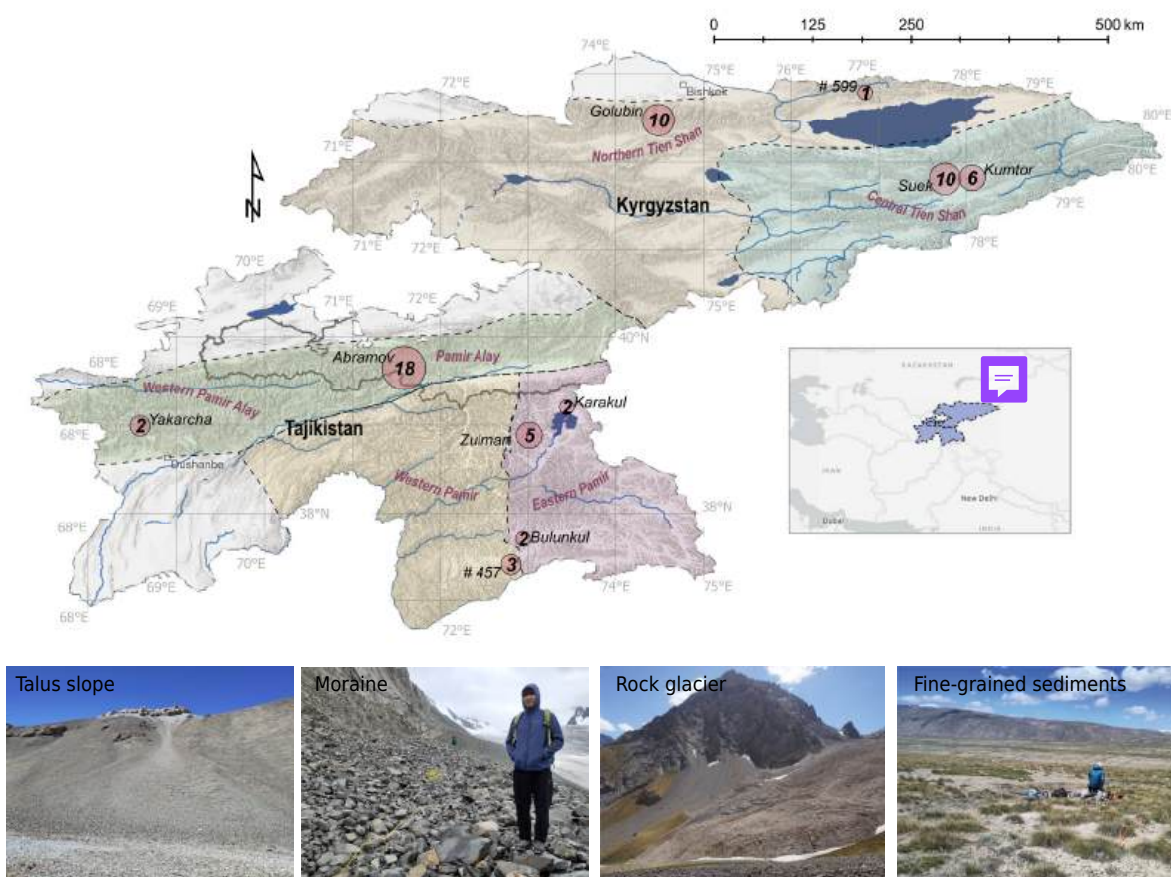 0 125 250 500 km
74°E
72°E
75°E
76°E
77°E
78°E
79°E
80°E
Bishkek
# 599
1
Golubin
10
Northern Tien Shan
71°E
80°E
Suek
10
6
Kumtor
Central Tien Shan
79°E
N
Kyrgyzstan
78°E
71°E
72°E
75°E
70°E
69°E
71°E
72°E
40°N
68°E
Abramov
18
Pamir Alay
Western Pamir Alay
2
Yakarcha
68°E
Tajikistan
2
Karakul
Zulmart
5
Dushanbe
Western Pamir
Eastern Pamir
38°N
38°N
68°E
2
Bulunkul
# 457
3
70°E
69°E
68°E
74°E
75°E
72°E
KAZAKHSTAN
IRAN
New Delhi
Dubai
INDIA
Talus slope
Moraine
Rock glacier
Fine-grained sediments